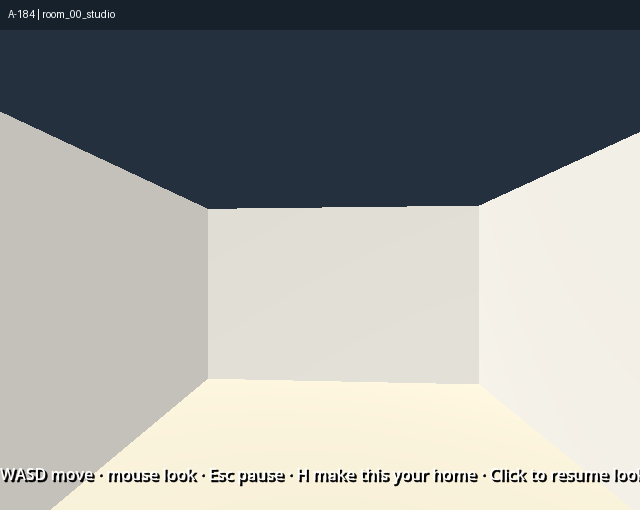 A-184 | room_00_studio
WASD move · mouse look · Esc pause · H make this your home · Click to resume